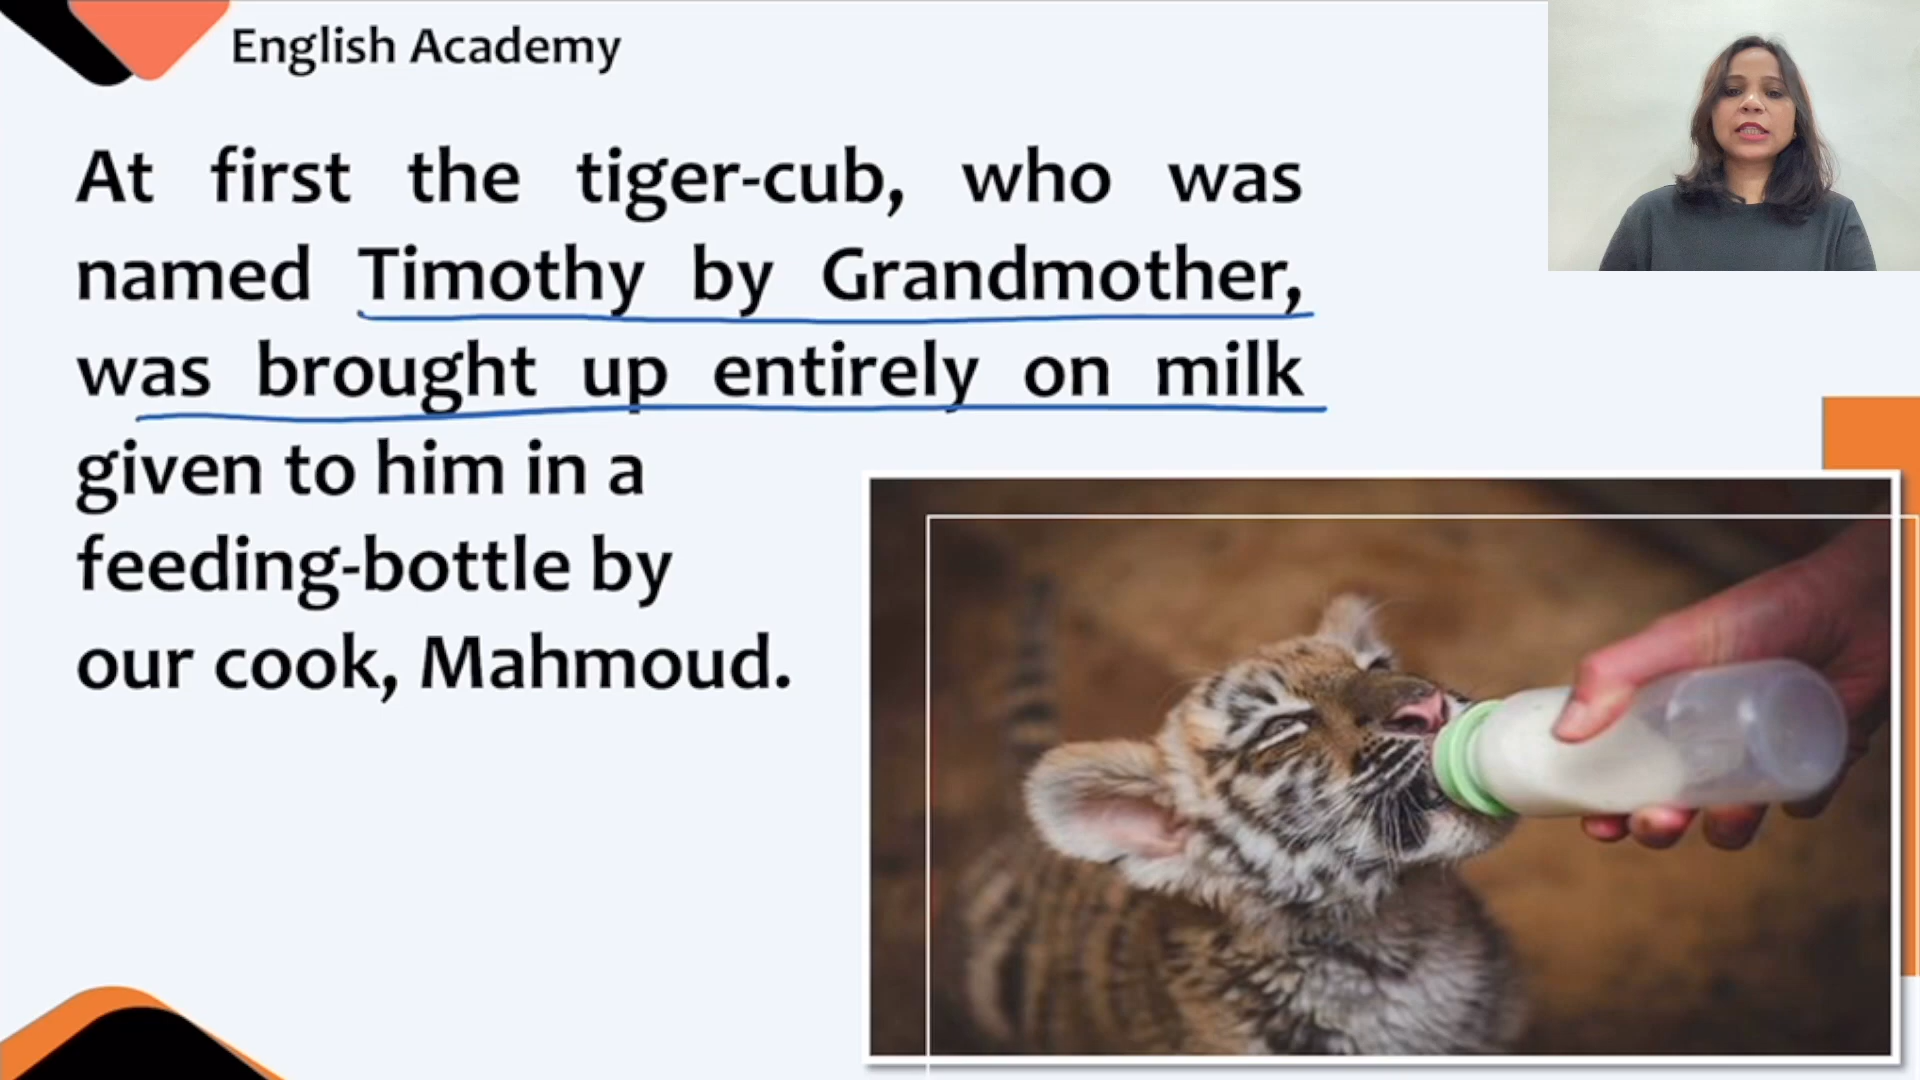 English Academy
At first the tiger-cub, who was
named Timothy by Grandmother,
was brought up entirely on milk
given to him in a
feeding-bottle by
our cook, Mahmoud.